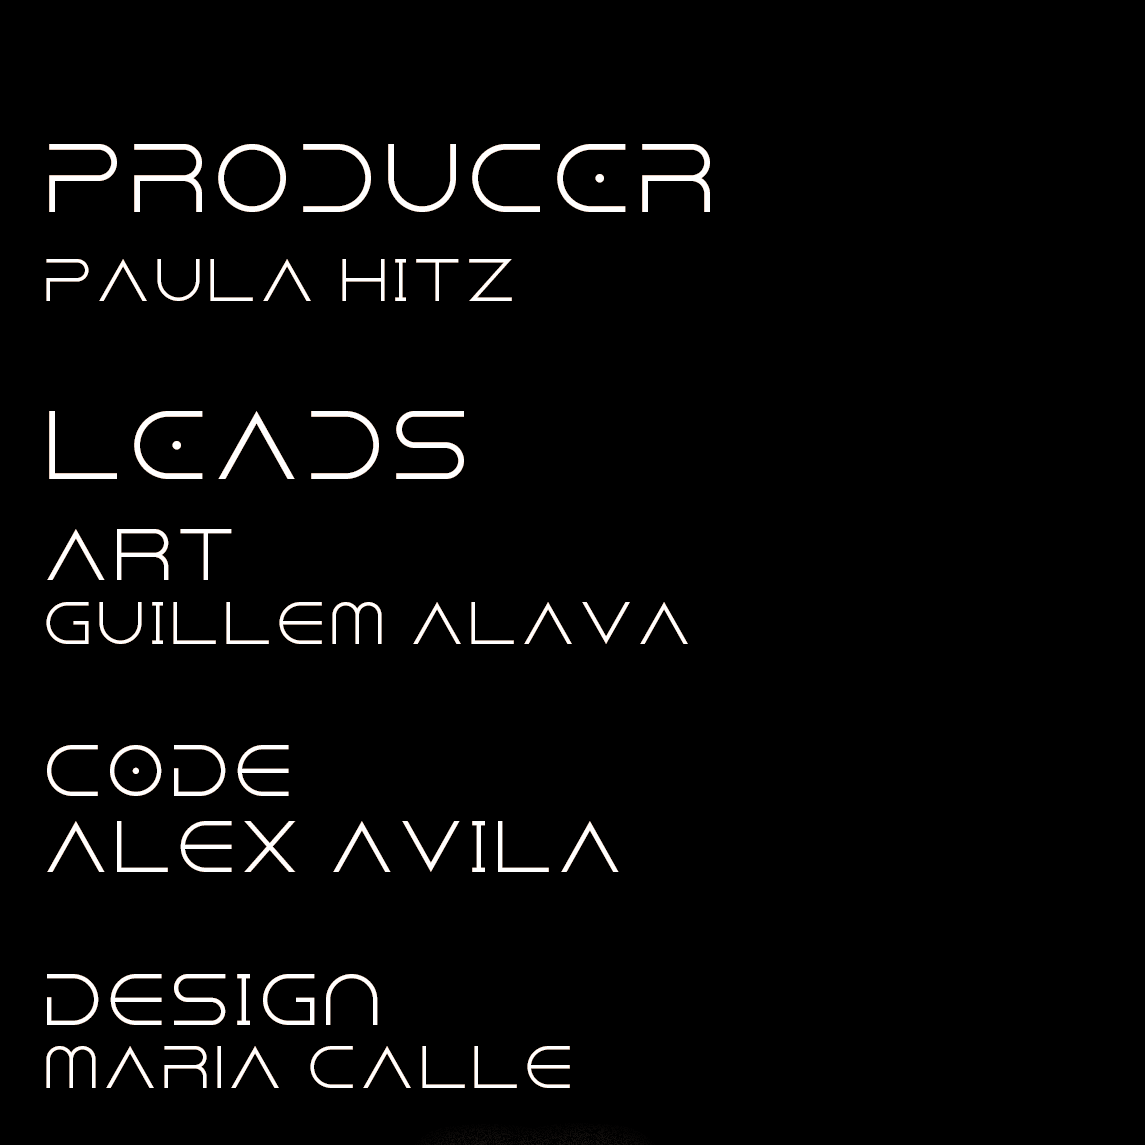 PRODUCER
PAULA HITZ
LEADS
ART
GUILLEM ALAVA
CODE
ALEX AVILA
DESIGN
MARIA CALLE